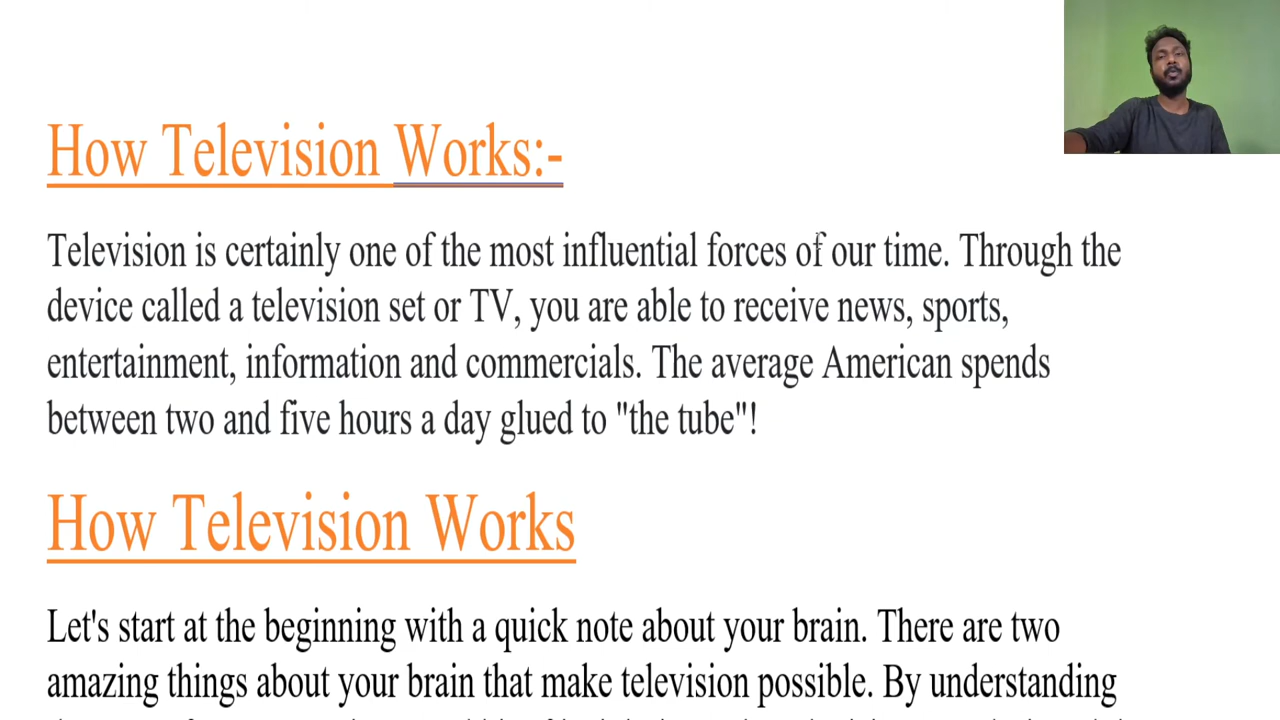 How Television Works:-
Television is certainly one of the most influential forces of our time. Through the
device called a television set or TV, you are able to receive news, sports,
entertainment, information and commercials. The average American spends
between two and five hours a day glued to "the tube"!
How Television Works
Let's start at the beginning with a quick note about your brain. There are two
amazing things about your brain that make television possible. By understanding